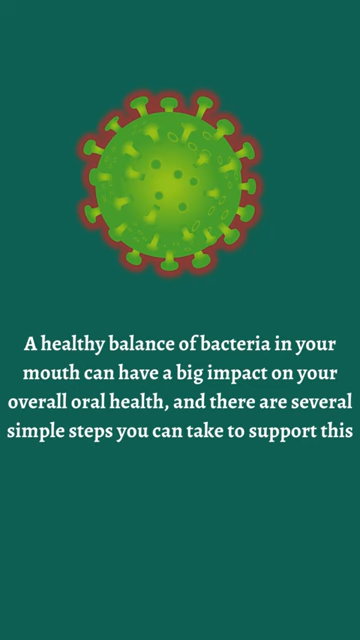 A healthy balance of bacteria in your
mouth can have a big impact on your
overall oral health, and there are several
simple steps you can take to support this